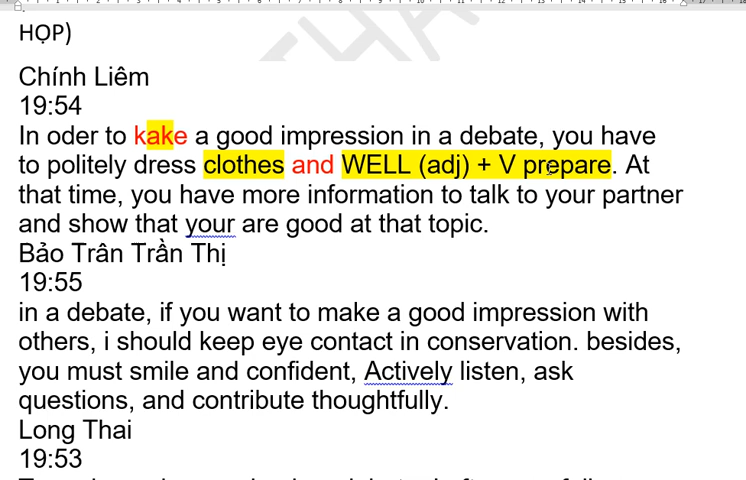 HỌP)
Chính Liêm
19:54
In oder to kake a good impression in a debate, you have
to politely dress clothes and WELL (adj) + V prepare. At
that time, you have more information to talk to your partner
and show that your are good at that topic.
Bảo Trân Trần Thị
19:55
in a debate, if you want to make a good impression with
others, i should keep eye contact in conservation. besides,
you must smile and confident, Actively listen, ask
questions, and contribute thoughtfully.
Long Thai
19:53